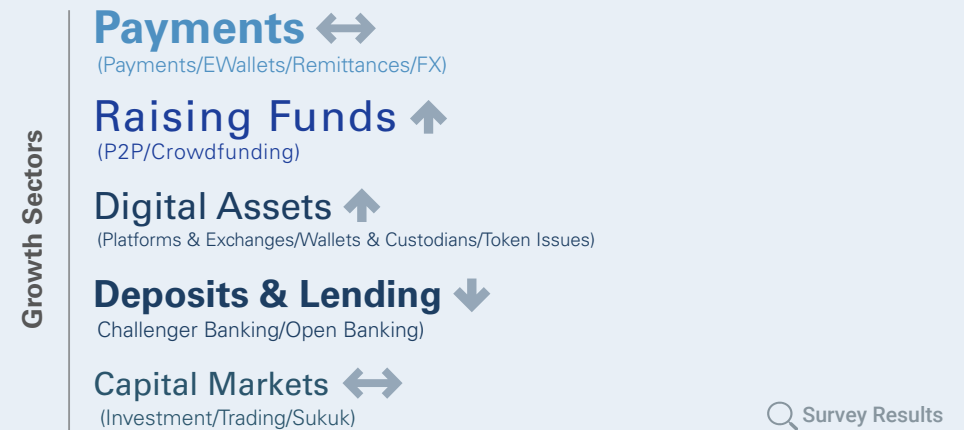 Growth Sectors
Payments
(Payments/EWallets/Remittances/FX)
Raising Funds
(P2P/Crowdfunding)
Digital Assets
(Platforms & Exchanges/Wallets & Custodians/Token Issues)
Deposits & Lending
Challenger Banking/Open Banking)
Capital Markets
(Investment/Trading/Sukuk)
Survey Results